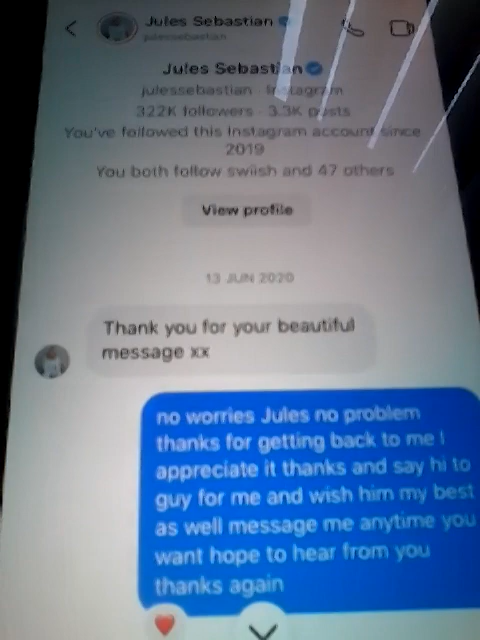 Jules Sebastian
julessebastian
Jules Sebastian
julessebastian · Instagram
322K followers · 3.3K posts
You've followed this Instagram account since
2019
You both follow swiish and 47 others
View profile
13 JUN 2020
Thank you for your beautiful
message xx
no worries Jules no problem
thanks for getting back to me I
appreciate it thanks and say hi to
guy for me and wish him my best
as well message me anytime you
want hope to hear from you
thanks again